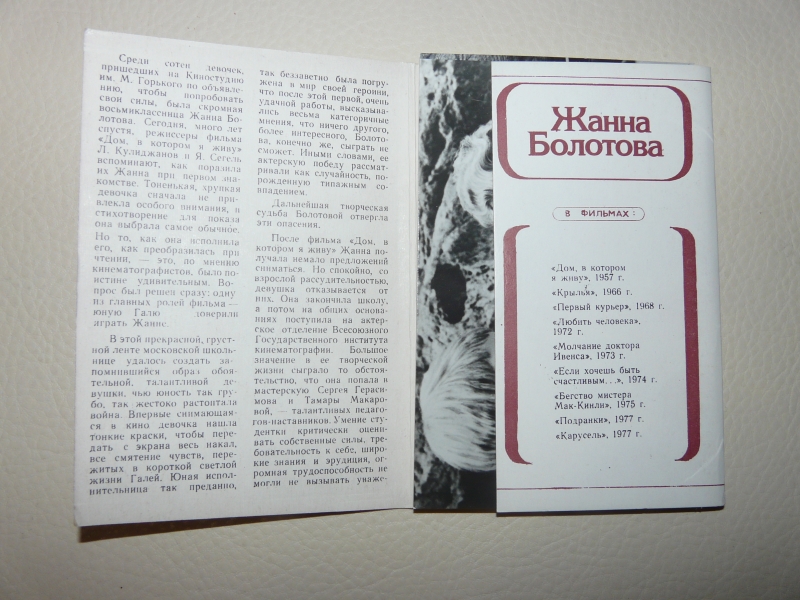 Среди сотен девочек,
пришедших на Киностудию
им. М. Горького по объявле-
нию, чтобы попробовать
свои силы, была скромная
восьмиклассница Жанна Бо-
лотова. Сегодня, много лет
спустя, режиссеры фильма
«Дом, в котором я живу»
Л. Кулиджанов и Я. Сегель
вспоминают, как поразила
их Жанна при первом зна-
комстве. Тоненькая, хрупкая
девочка сначала не при-
влекла особого внимания, и
стихотворение для показа
она выбрала самое обычное.
Но то, как она исполнила
его, как преобразилась при
чтении, — это, по мнению
кинематографистов, было по-
истине удивительным. Во-
прос был решен сразу: одну
из главных ролей фильма —
юную Галю доверили
играть Жанне.
В этой прекрасной, груст-
ной ленте московской школь-
нице удалось создать за-
помнившийся образ обоя-
тельной, талантливой де-
вушки, чью юность так гру-
бо, так жестоко растоптала
война. Впервые снимающая-
ся в кино девочка нашла
тонкие краски, чтобы пере-
дать с экрана весь накал,
все смятение чувств, пере-
житых в короткой светлой
жизни Галей. Юная испол-
нительница так преданно,
так беззаветно была погру-
жена в мир своей героини,
что после этой первой, очень
удачной работы, высказыва-
лись весьма категоричные
мнения, что ничего другого,
более интересного, Болото-
ва, конечно же, сыграть не
сможет. Иными словами, ее
актерскую победу рассмат-
ривали как случайность, по-
рожденную типажным со-
впадением.
Дальнейшая творческая
судьба Болотовой отвергла
эти опасения.
После фильма «Дом, в
котором я живу» Жанна по-
лучала немало предложений
сниматься. Но спокойно, со
взрослой рассудительностью,
девушка отказывается от
них. Она закончила школу,
а потом на общих основа-
ниях поступила на актер-
ское отделение Всесоюзного
Государственного института
кинематографии. Большое
значение в ее творческой
жизни сыграло то обстоя-
тельство, что она попала в
мастерскую Сергея Гераси-
мова и Тамары Макаро-
вой, — талантливых педаго-
гов-наставников. Умение сту-
дентки критически оцени-
вать собственные силы, тре-
бовательность к себе, широ-
кие знания и эрудиция, ог-
ромная трудоспособность не
могли не вызывать уваже-
Жанна
Болотова
В ФИЛЬМАХ:
«Дом, в котором
я живу», 1957 г.
«Крылья», 1966 г.
«Первый курьер», 1968 г.
«Любить человека»,
1972 г.
«Молчание доктора
Ивенса», 1973 г.
«Если хочешь быть
счастливым...», 1974 г.
«Бегство мистера
Мак-Кинли», 1975 г.
«Подранки», 1977 г.
«Карусель», 1977 г.